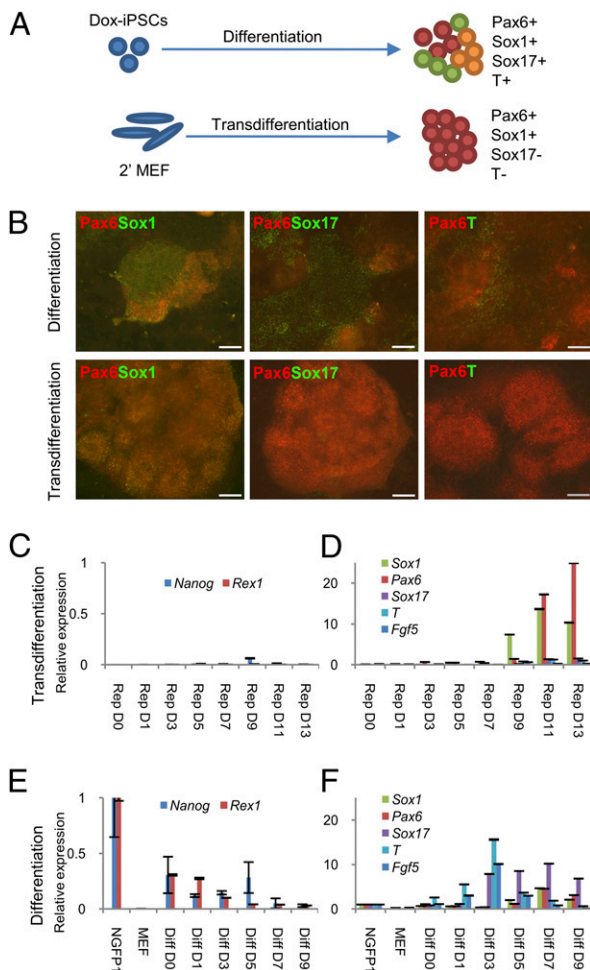 A
Dox-iPSCs
Differentiation
Pax6+
Sox1+
Sox17+
T+
2' MEF
Transdifferentiation
Pax6+
Sox1+
Sox17-
T-
B
Differentiation
Pax6Sox1
Pax6Sox17
Pax6T
Transdifferentiation
Pax6Sox1
Pax6Sox17
Pax6T
C
Transdifferentiation
Relative expression
1
0.5
0
Nanog
Rex1
Rep D0
Rep D1
Rep D3
Rep D5
Rep D7
Rep D9
Rep D11
Rep D13
D
20
10
0
Sox1
Pax6
Sox17
T
Fgf5
Rep D0
Rep D1
Rep D3
Rep D5
Rep D7
Rep D9
Rep D11
Rep D13
E
Differentiation
Relative expression
1
0.5
0
Nanog
Rex1
NGFP1
MEF
Diff D0
Diff D1
Diff D3
Diff D5
Diff D7
Diff D9
F
20
10
0
Sox1
Pax6
Sox17
T
Fgf5
NGFP1
MEF
Diff D0
Diff D1
Diff D3
Diff D5
Diff D7
Diff D9